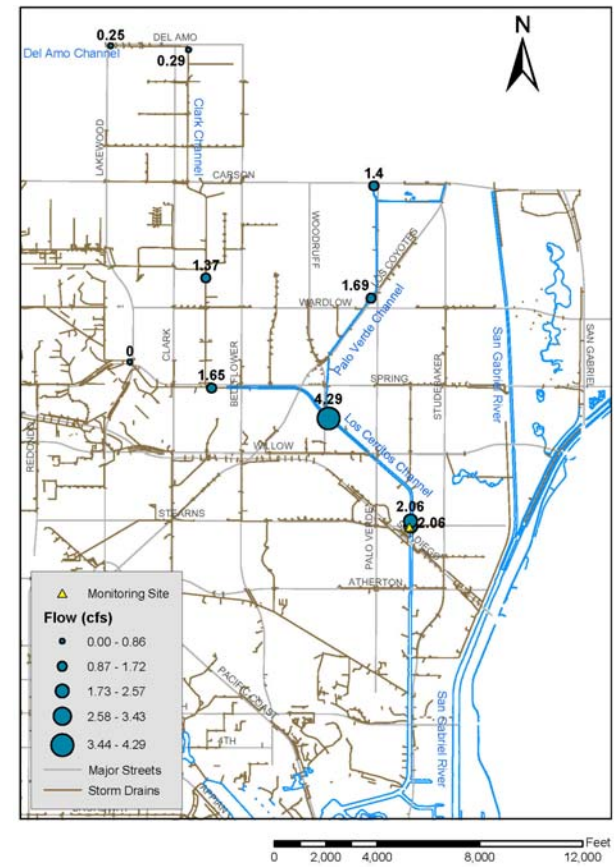 0.25
DEL AMO
Del Amo Channel
0.29
N
Clark Channel
LAKEWOOD
CARSON
1.4
WOODRUFF
LOS COYOTES
1.37
1.69
WARDLOW
Palo Verde Channel
San Gabriel River
SAN GABRIEL
CLARK
0
BELLFLOWER
1.65
SPRING
STUDEBAKER
4.29
Los Cerritos Channel
REDONDO
WILLOW
2.06
2.06
STEARNS
SAN DIEGO
PALO VERDE
ATHERTON
Monitoring Site
Flow (cfs)
0.00 - 0.86
0.87 - 1.72
1.73 - 2.57
2.58 - 3.43
3.44 - 4.29
Major Streets
Storm Drains
PACIFIC COAST
4TH
San Gabriel River
Feet
0 2,000 4,000 8,000 12,000